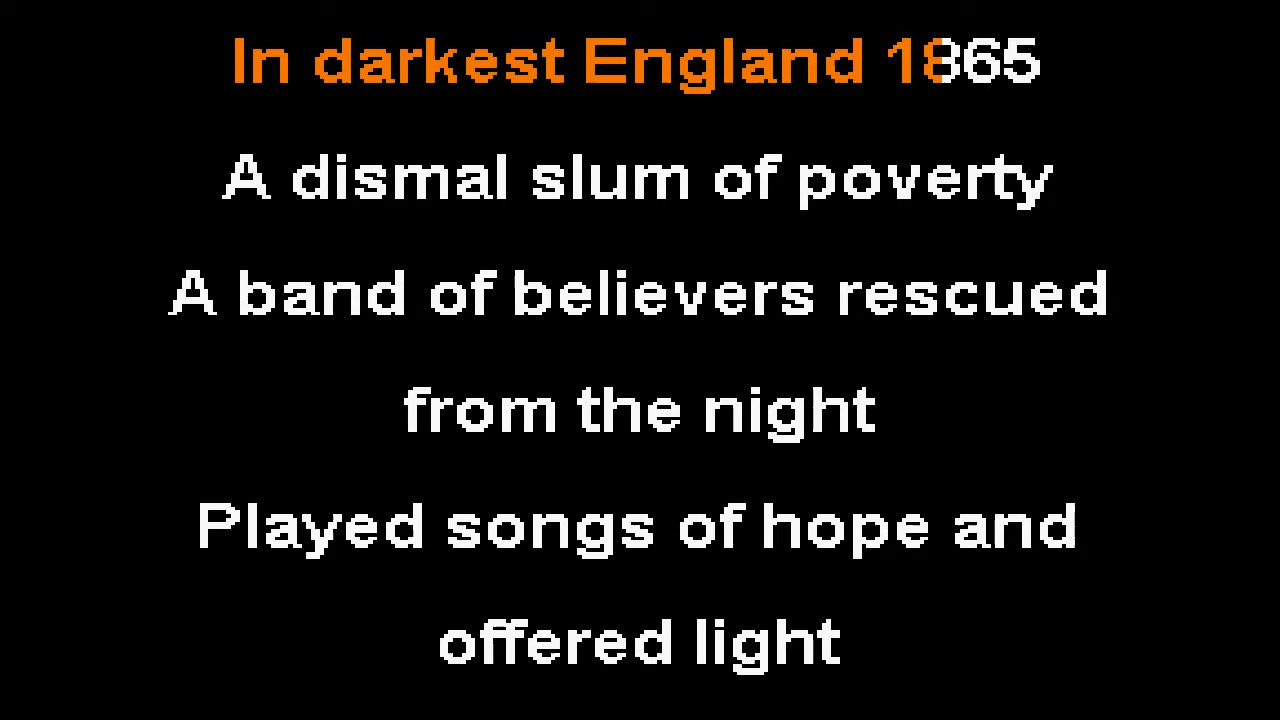 In darkest England 1865
A dismal slum of poverty
A band of believers rescued
from the night
Played songs of hope and
offered light